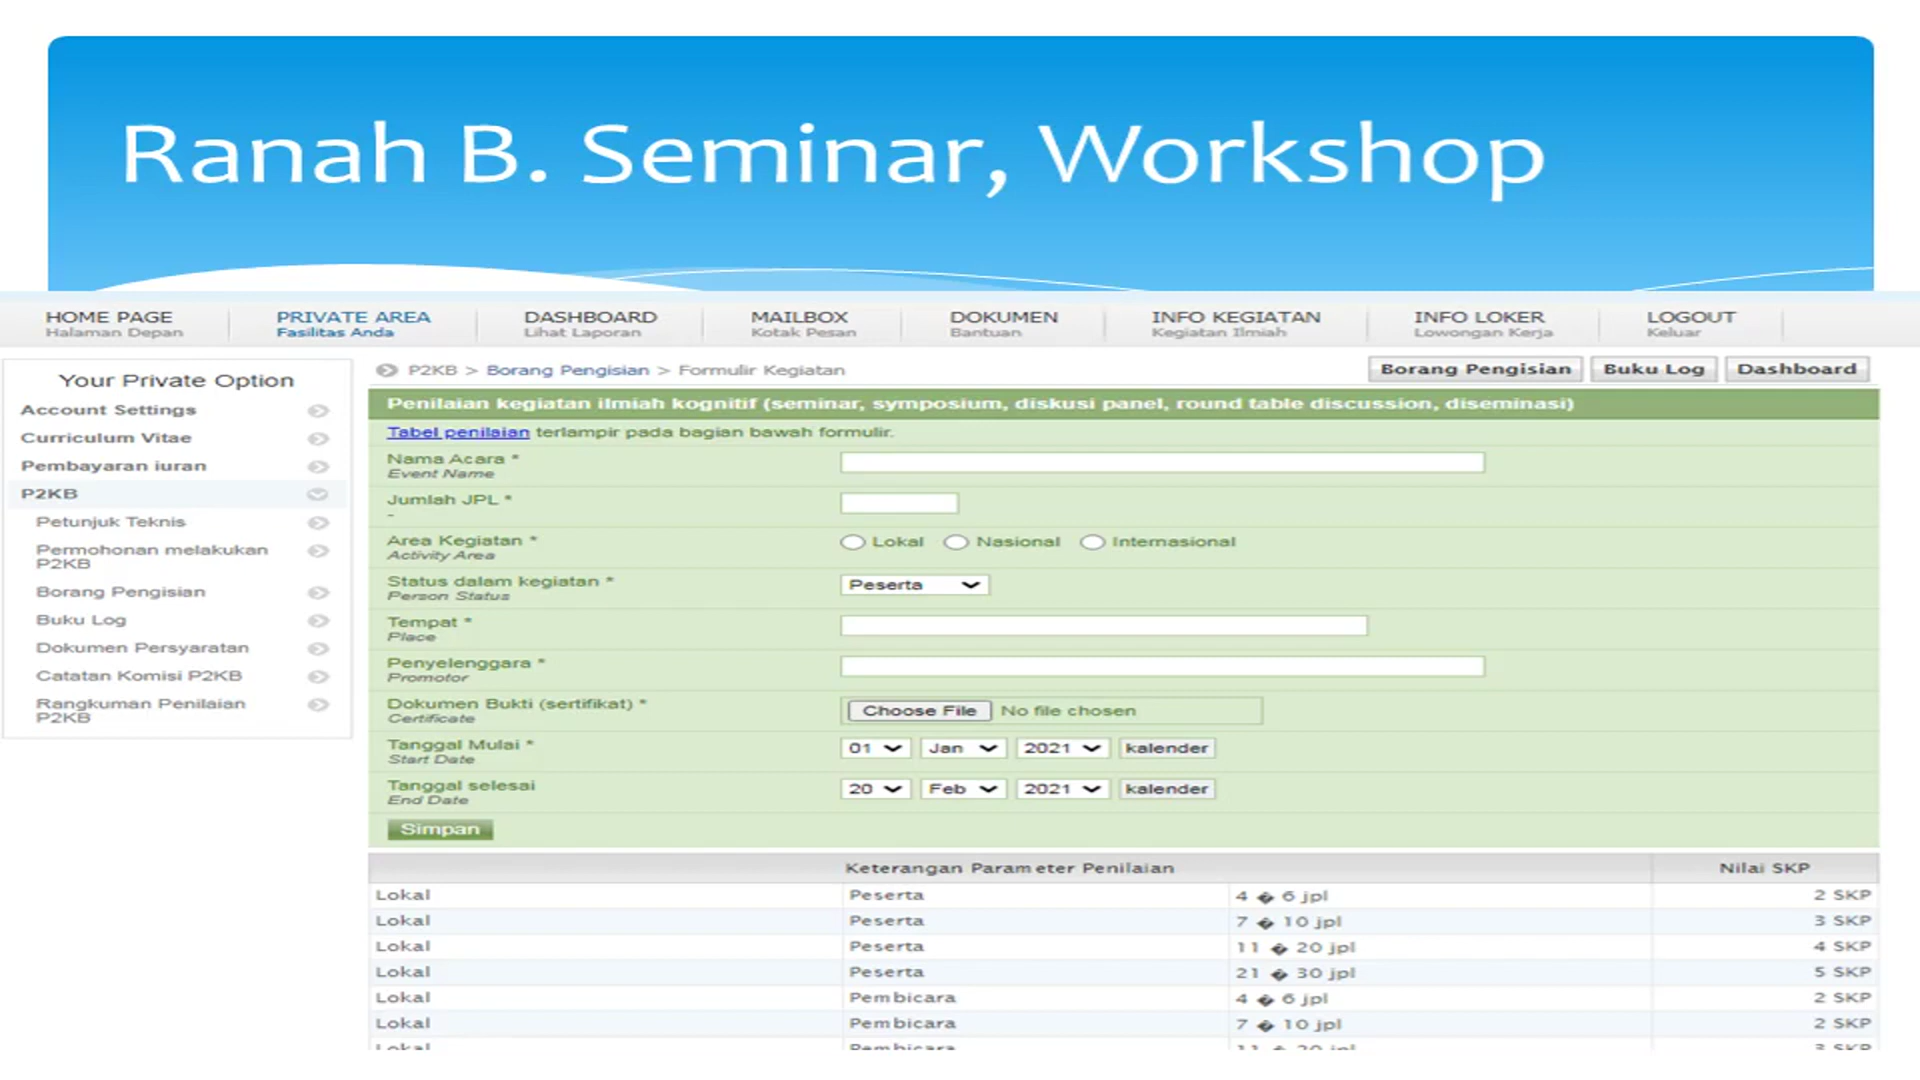 Ranah B. Seminar, Workshop
HOME PAGE PRIVATE AREA DASHBOARD MAILBOX DOKUMEN INFO KEGIATAN INFO LOKER LOGOUT
Halaman Depan Fasilitas Anda Lihat Laporan Kotak Pesan Bantuan Kegiatan Ilmiah Lowongan Kerja Keluar
Your Private Option
Account Settings
Curriculum Vitae
Pembayaran iuran
P2KB
Petunjuk Teknis
Permohonan melakukan
P2KB
Borang Pengisian
Buku Log
Dokumen Persyaratan
Catatan Komisi P2KB
Rangkuman Penilaian
P2KB
P2KB > Borang Pengisian > Formulir Kegiatan
Borang Pengisian Buku Log Dashboard
Penilaian kegiatan ilmiah kognitif (seminar, symposium, diskusi panel, round table discussion, diseminasi)
Tabel penilaian terlampir pada bagian bawah formulir.
Nama Acara *
Event Name
Jumlah JPL *
-
Area Kegiatan * Lokal Nasional Internasional
Activity Area
Status dalam kegiatan * Peserta
Person Status
Tempat *
Place
Penyelenggara *
Promotor
Dokumen Bukti (sertifikat) * Choose File No file chosen
Certificate
Tanggal Mulai * 01 Jan 2021 kalender
Start Date
Tanggal selesai 20 Feb 2021 kalender
End Date
Simpan
Keterangan Parameter Penilaian Nilai SKP
Lokal Peserta 4 � 6 jpl 2 SKP
Lokal Peserta 7 � 10 jpl 3 SKP
Lokal Peserta 11 � 20 jpl 4 SKP
Lokal Peserta 21 � 30 jpl 5 SKP
Lokal Pembicara 4 � 6 jpl 2 SKP
Lokal Pembicara 7 � 10 jpl 2 SKP
Lokal Pembicara 11 � 20 jpl 3 SKP